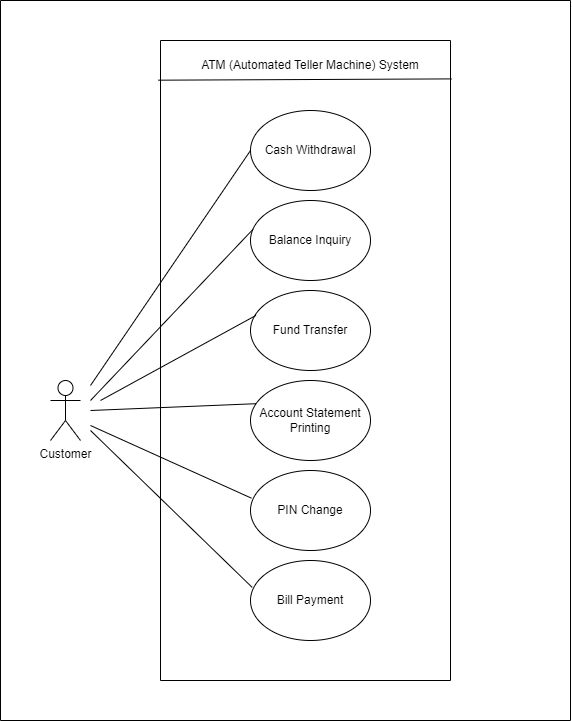 ATM (Automated Teller Machine) System
Cash Withdrawal
Balance Inquiry
Fund Transfer
Account Statement
Printing
Customer
PIN Change
Bill Payment